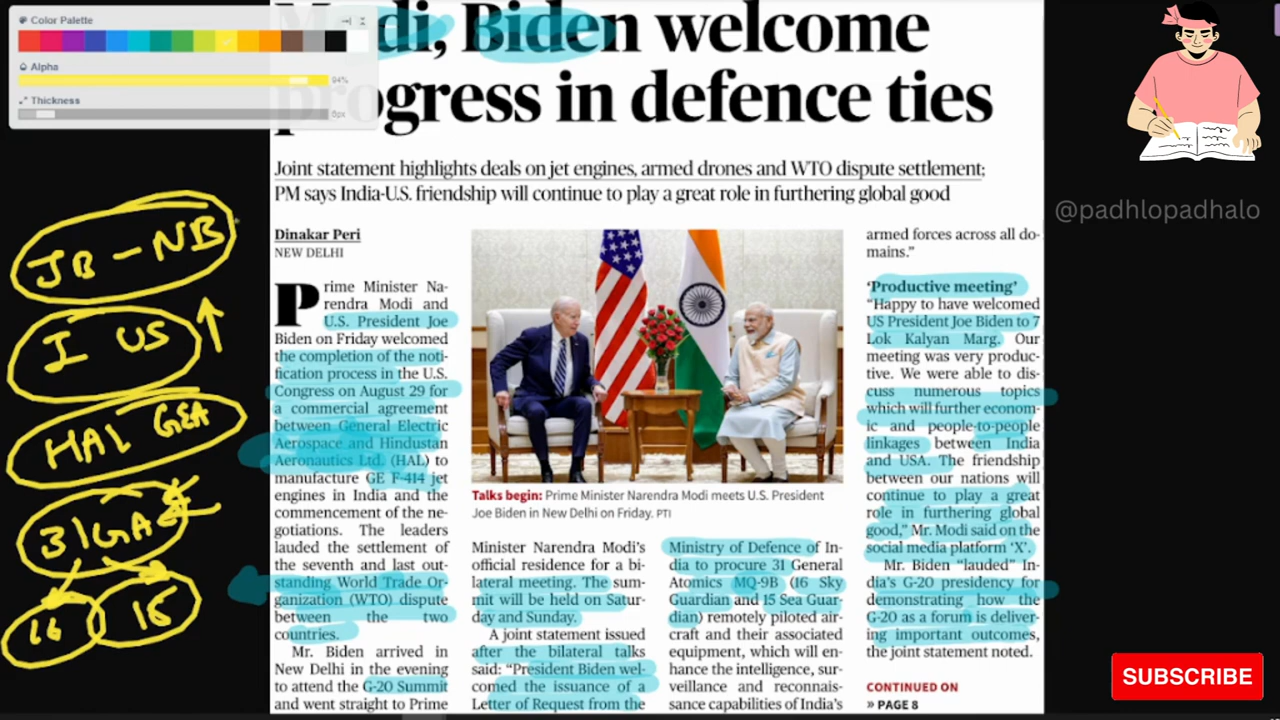 Color Palette
Alpha
94%
Thickness
Modi, Biden welcome
progress in defence ties
Joint statement highlights deals on jet engines, armed drones and WTO dispute settlement;
PM says India-U.S. friendship will continue to play a great role in furthering global good
@padhlopadhalo
JB - NB
I US
HAL GEA
31 GA
16 15
Dinakar Peri
NEW DELHI
Prime Minister Na-
rendra Modi and
U.S. President Joe
Biden on Friday welcomed
the completion of the noti-
fication process in the U.S.
Congress on August 29 for
a commercial agreement
between General Electric
Aerospace and Hindustan
Aeronautics Ltd. (HAL) to
manufacture GE F-414 jet
engines in India and the
commencement of the ne-
gotiations. The leaders
lauded the settlement of
the seventh and last out-
standing World Trade Or-
ganization (WTO) dispute
between the two
countries.
Mr. Biden arrived in
New Delhi in the evening
to attend the G-20 Summit
and went straight to Prime
Talks begin: Prime Minister Narendra Modi meets U.S. President
Joe Biden in New Delhi on Friday. PTI
Minister Narendra Modi's
official residence for a bi-
lateral meeting. The sum-
mit will be held on Satur-
day and Sunday.
A joint statement issued
after the bilateral talks
said: "President Biden wel-
comed the issuance of a
Letter of Request from the
Ministry of Defence of In-
dia to procure 31 General
Atomics MQ-9B (16 Sky
Guardian and 15 Sea Guar-
dian) remotely piloted air-
craft and their associated
equipment, which will en-
hance the intelligence, sur-
veillance and reconnais-
sance capabilities of India's
armed forces across all do-
mains."
'Productive meeting'
"Happy to have welcomed
US President Joe Biden to 7
Lok Kalyan Marg. Our
meeting was very produc-
tive. We were able to dis-
cuss numerous topics
which will further econom-
ic and people-to-people
linkages between India
and USA. The friendship
between our nations will
continue to play a great
role in furthering global
good," Mr. Modi said on the
social media platform 'X'.
Mr. Biden "lauded" In-
dia's G-20 presidency for
demonstrating how the
G-20 as a forum is deliver-
ing important outcomes,
the joint statement noted.
CONTINUED ON
» PAGE 8
SUBSCRIBE